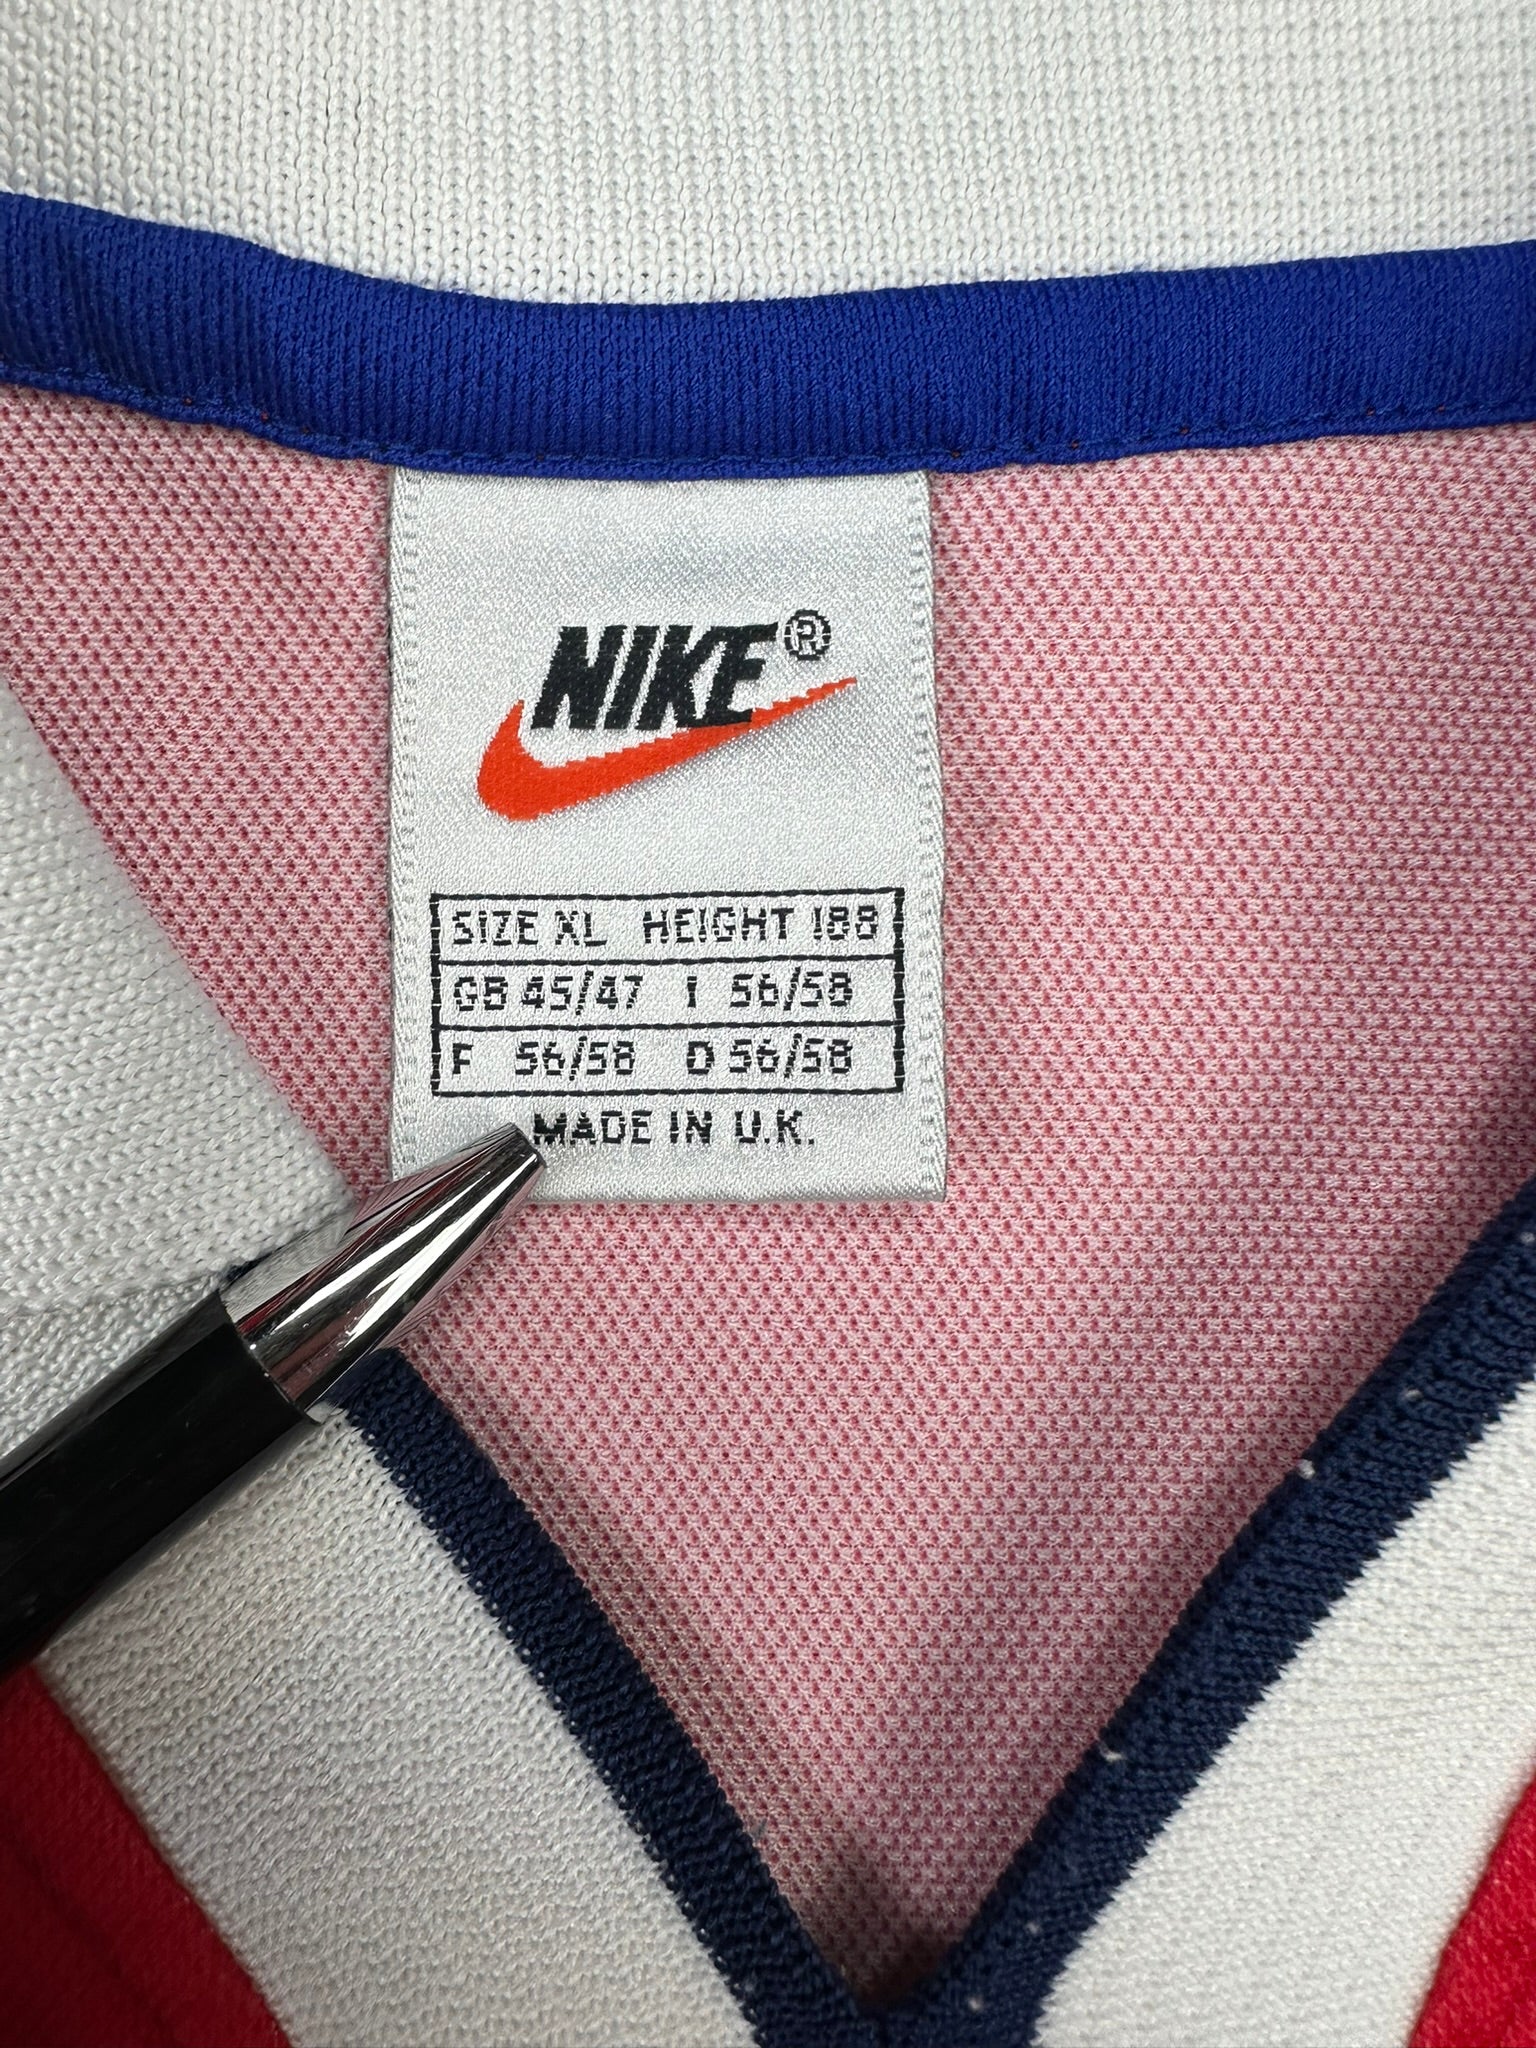 NIKE®
SIZE XL HEIGHT 188
GB 45/47 I 56/58
F 56/58 D 56/58
MADE IN U.K.